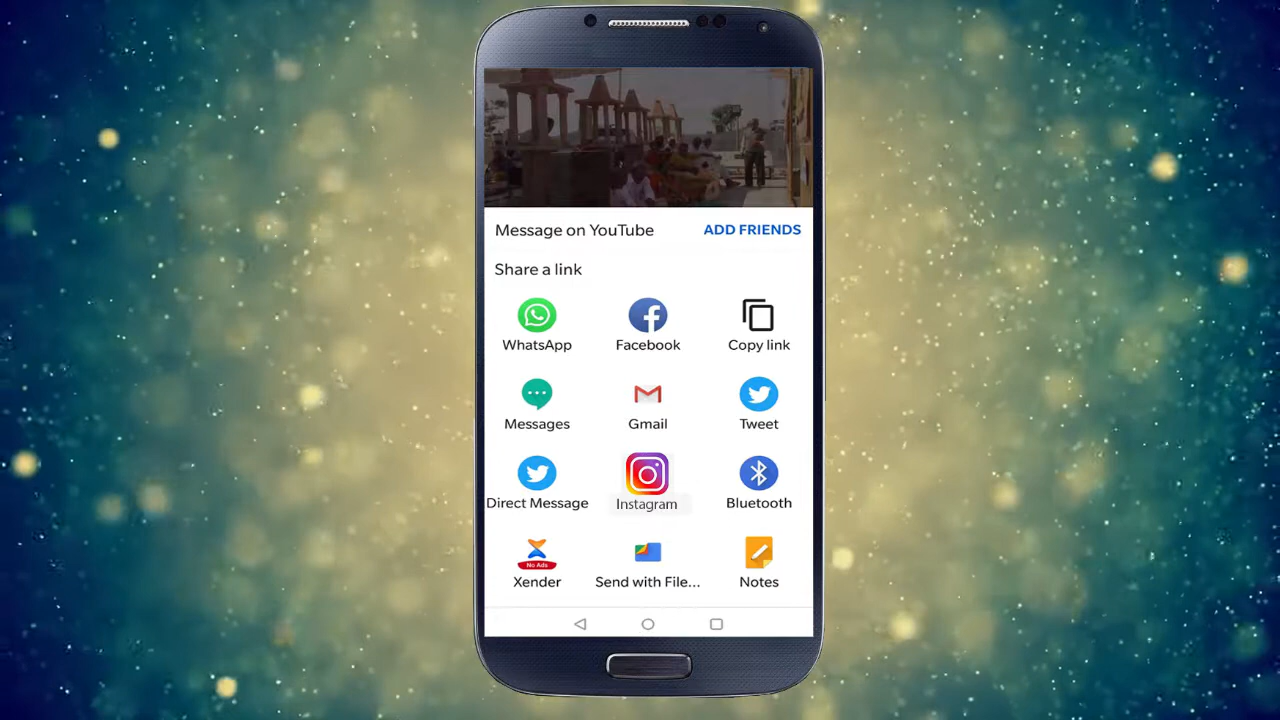 Message on YouTube ADD FRIENDS
Share a link
WhatsApp Facebook Copy link
Messages Gmail Tweet
Direct Message Instagram Bluetooth
No Ads
Xender Send with File... Notes